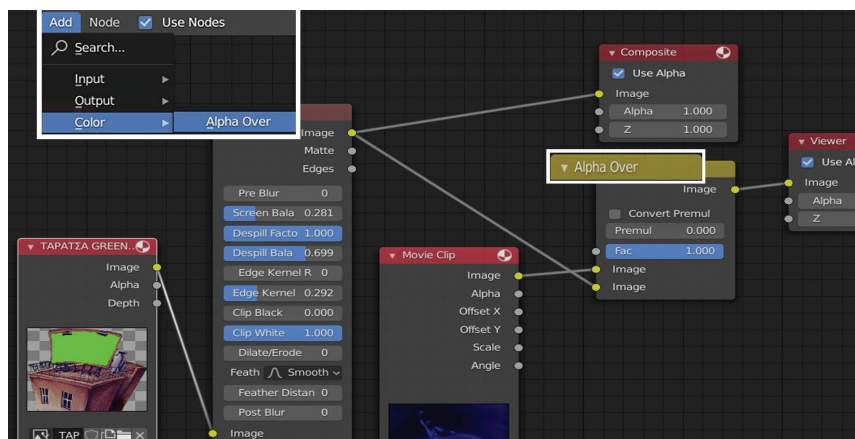 Add Node Use Nodes
Search...
Input
Output
Color
Alpha Over
Image
Matte
Edges
Pre Blur 0
Screen Bala 0.281
Despill Facto 1.000
Despill Bala 0.699
Edge Kernel R 0
Edge Kernel 0.292
Clip Black 0.000
Clip White 1.000
Dilate/Erode 0
Feath Smooth
Feather Distan 0
Post Blur 0
Image
ΤΑΡΑΤΣΑ GREEN..
Image
Alpha
Depth
TAP
Movie Clip
Image
Alpha
Offset X
Offset Y
Scale
Angle
Composite
Use Alpha
Image
Alpha 1.000
Z 1.000
Alpha Over
Image
Convert Premul
Premul 0.000
Fac 1.000
Image
Image
Viewer
Use Al
Image
Alpha
Z